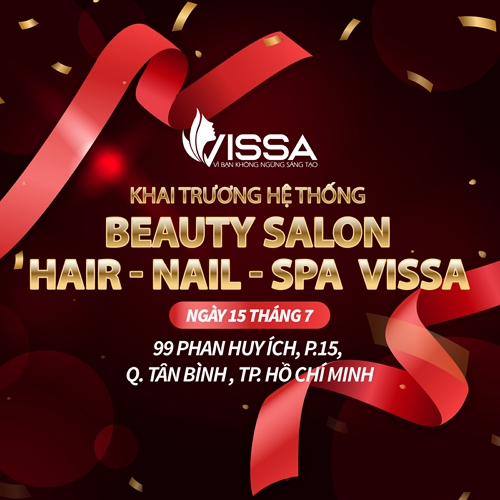 VISSA
VÌ BẠN KHÔNG NGỪNG SÁNG TẠO
KHAI TRƯƠNG HỆ THỐNG
BEAUTY SALON
HAIR - NAIL - SPA VISSA
NGÀY 15 THÁNG 7
99 PHAN HUY ÍCH, P.15,
Q. TÂN BÌNH , TP. HỒ CHÍ MINH